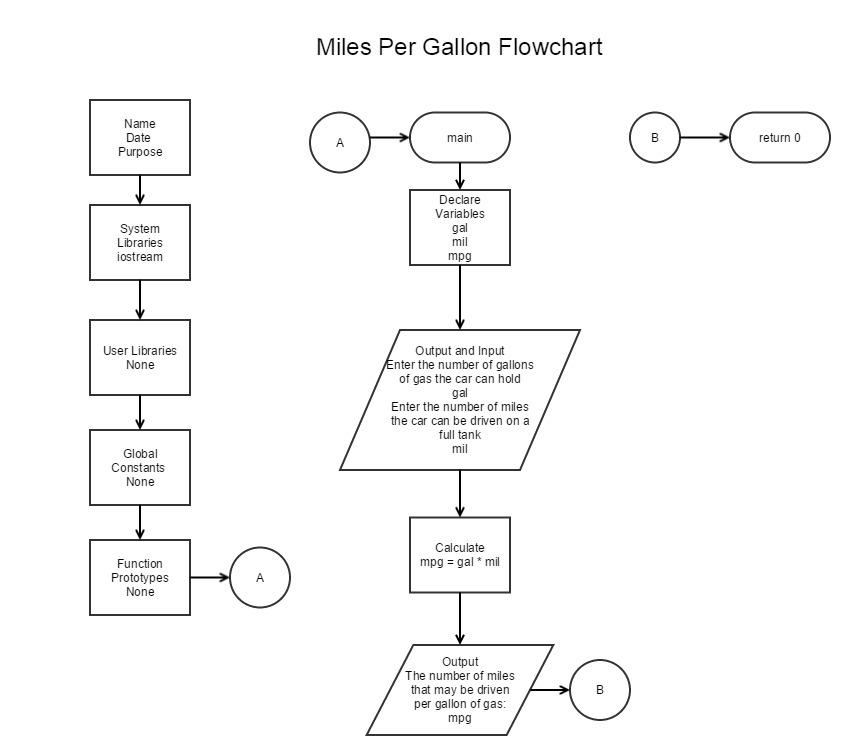 Miles Per Gallon Flowchart
Name
Date
Purpose
System
Libraries
iostream
User Libraries
None
Global
Constants
None
Function
Prototypes
None
A
A
main
Declare
Variables
gal
mil
mpg
Output and Input
Enter the number of gallons
of gas the car can hold
gal
Enter the number of miles
the car can be driven on a
full tank
mil
Calculate
mpg = gal * mil
Output
The number of miles
that may be driven
per gallon of gas:
mpg
B
B
return 0